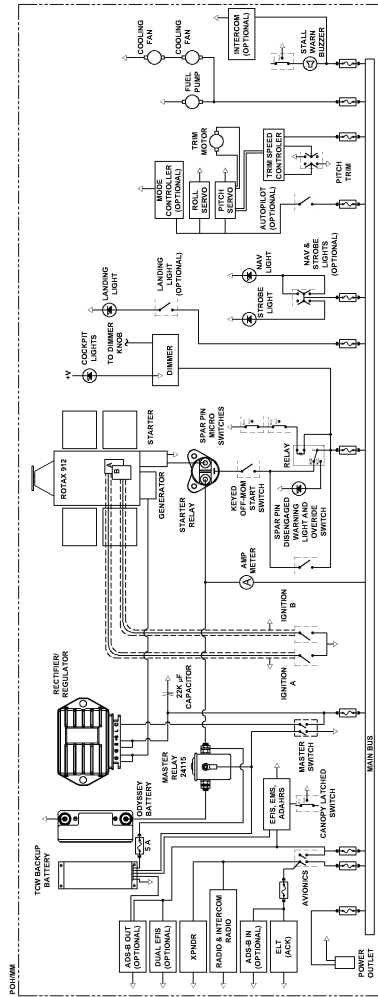 POH/MM
TCW BACKUP
BATTERY
ODYSSEY
BATTERY
5 A
RECTIFIER/
REGULATOR
G
B
R
L
C
22K µF
CAPACITOR
MASTER
RELAY
24115
ADS-B OUT
(OPTIONAL)
DUAL EFIS
(OPTIONAL)
XPNDR
RADIO & INTERCOM
RADIO
ADS-B IN
(OPTIONAL)
ELT
(ACK)
POWER
OUTLET
AVIONICS
EFIS, EMS,
ADAHRS
CANOPY LATCHED
SWITCH
MASTER
SWITCH
MAIN BUS
IGNITION
A
IGNITION
B
ROTAX 912
A
B
GENERATOR
STARTER
STARTER
RELAY
AMP
METER
A
KEYED
OFF-MOM
START
SWITCH
SPAR PIN
MICRO
SWITCHES
RELAY
SPAR PIN
DISENGAGED
WARNING
LIGHT AND
OVERIDE
SWITCH
+V
COCKPIT
LIGHTS
TO DIMMER
KNOB
DIMMER
LANDING
LIGHT
LANDING
LIGHT
(OPTIONAL)
STROBE
LIGHT
NAV
LIGHT
NAV &
STROBE
LIGHTS
(OPTIONAL)
MODE
CONTROLLER
(OPTIONAL)
ROLL
SERVO
PITCH
SERVO
TRIM
MOTOR
AUTOPILOT
(OPTIONAL)
TRIM SPEED
CONTROLER
PITCH
TRIM
COOLING
FAN
COOLING
FAN
FUEL
PUMP
INTERCOM
(OPTIONAL)
STALL
WARN
BUZZER